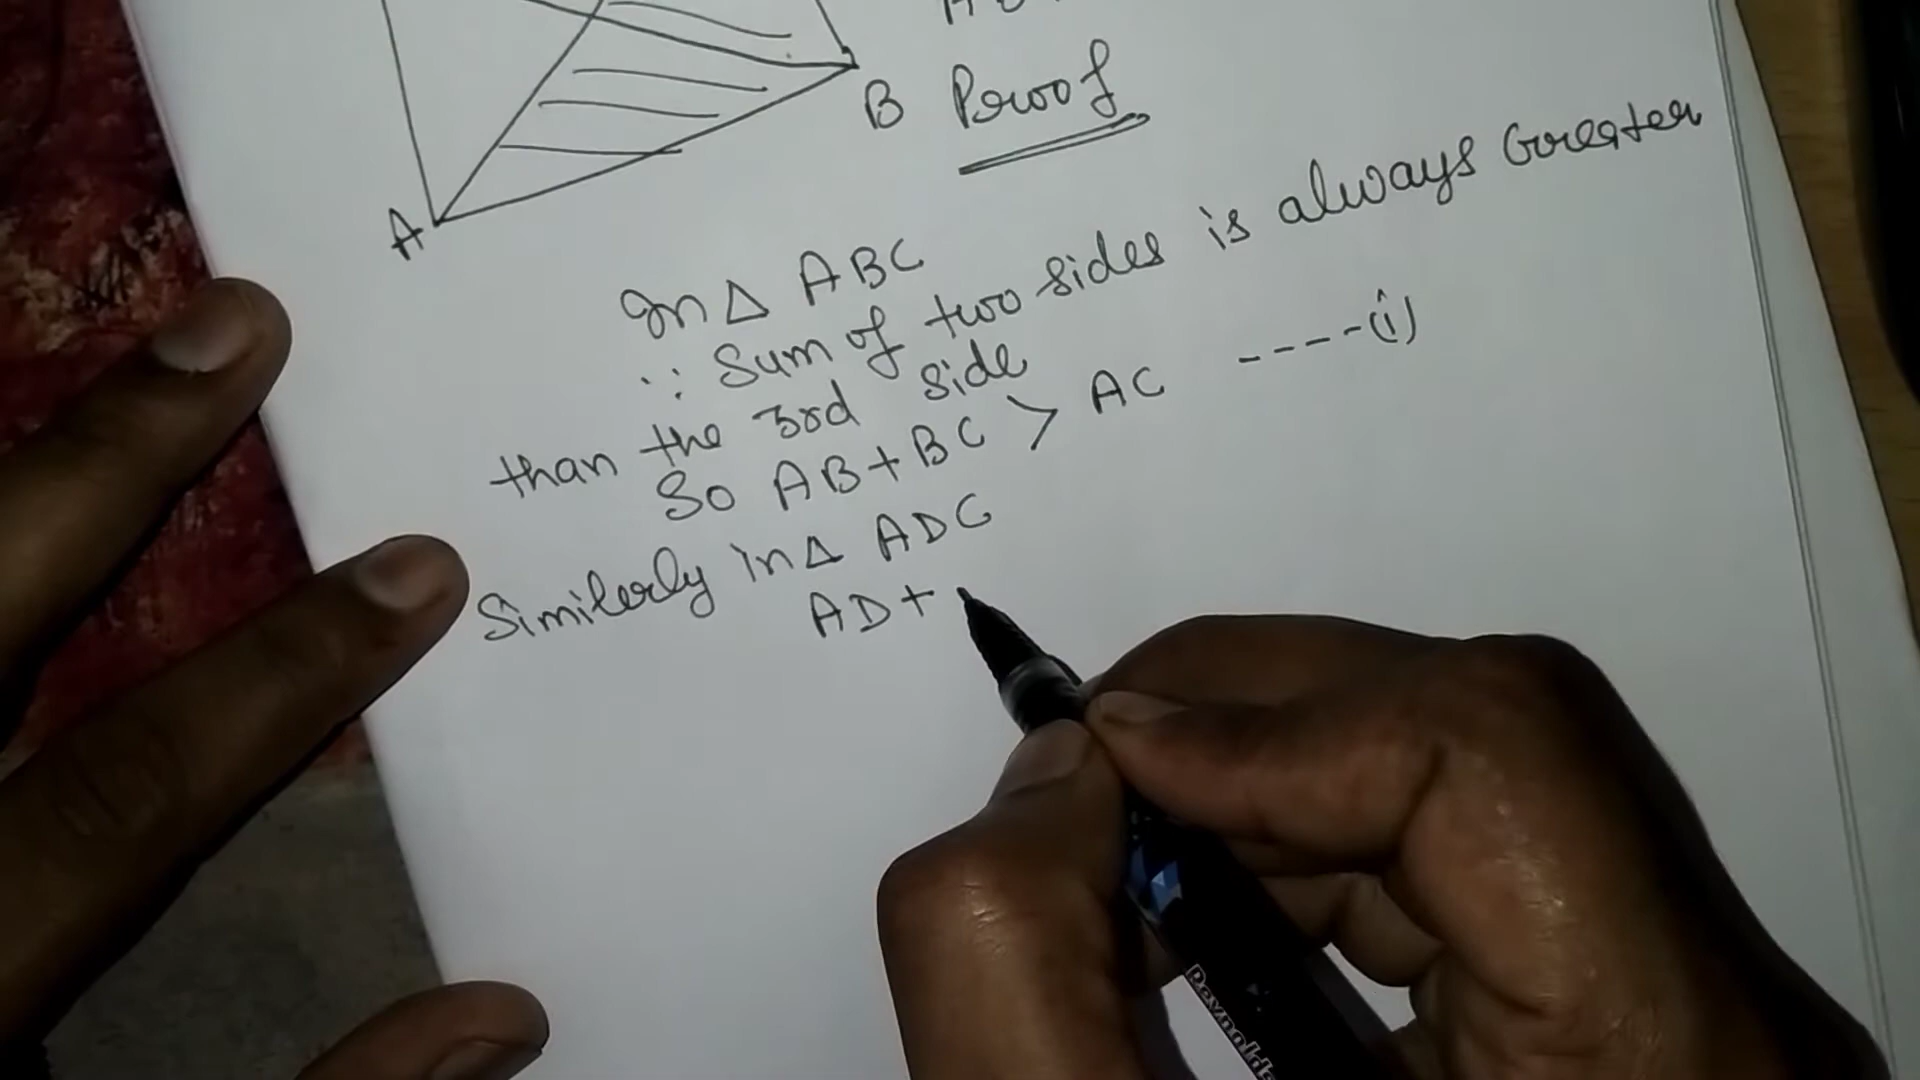 B Proof
A
In Δ ABC
∵ Sum of two sides is always Greater
than the 3rd side
So AB+BC > AC ----(i)
Similerly in Δ ADC
AD+
Reynolds